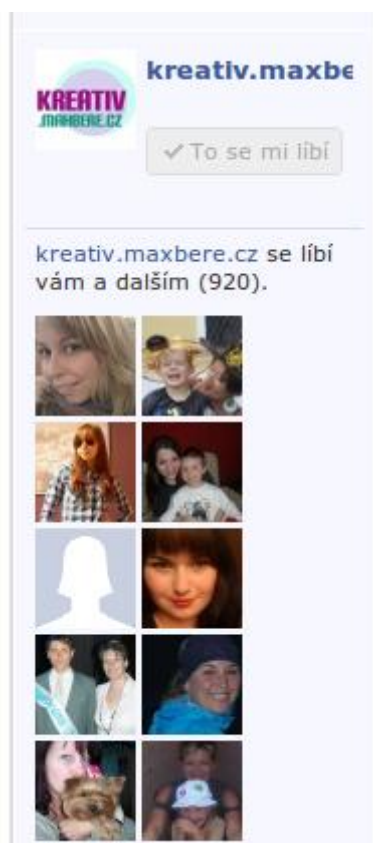 KREATIV
.MAXBERE.CZ
kreativ.maxbe
✓ To se mi líbí
kreativ.maxbere.cz se líbí
vám a dalším (920).